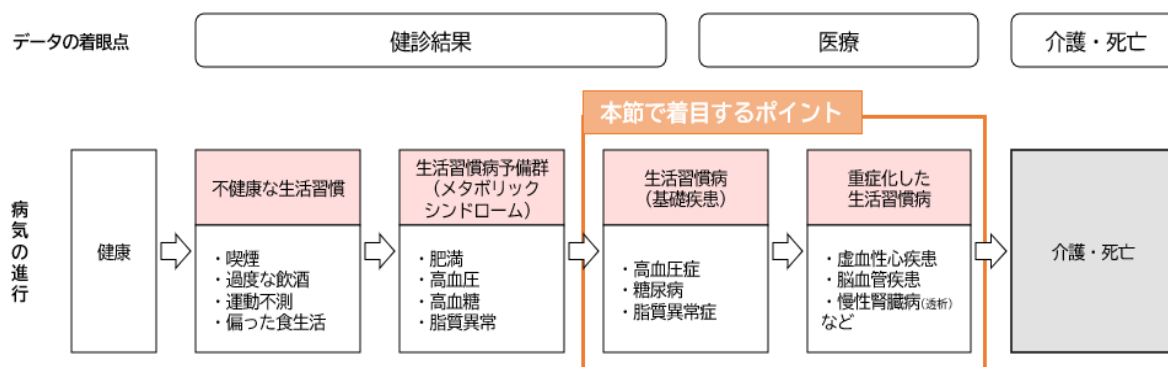 データの着眼点
健診結果
医療
介護・死亡
本節で着目するポイント
病気の進行
健康
不健康な生活習慣
・喫煙
・過度な飲酒
・運動不測
・偏った食生活
生活習慣病予備群
（メタボリック
シンドローム）
・肥満
・高血圧
・高血糖
・脂質異常
生活習慣病
（基礎疾患）
・高血圧症
・糖尿病
・脂質異常症
重症化した
生活習慣病
・虚血性心疾患
・脳血管疾患
・慢性腎臓病(透析)
など
介護・死亡